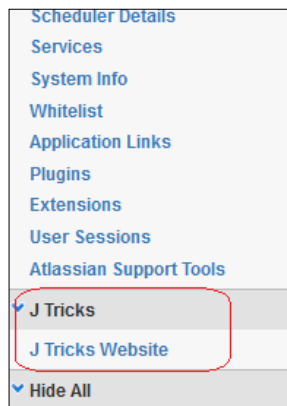 Scheduler Details
Services
System Info
Whitelist
Application Links
Plugins
Extensions
User Sessions
Atlassian Support Tools
J Tricks
J Tricks Website
Hide All